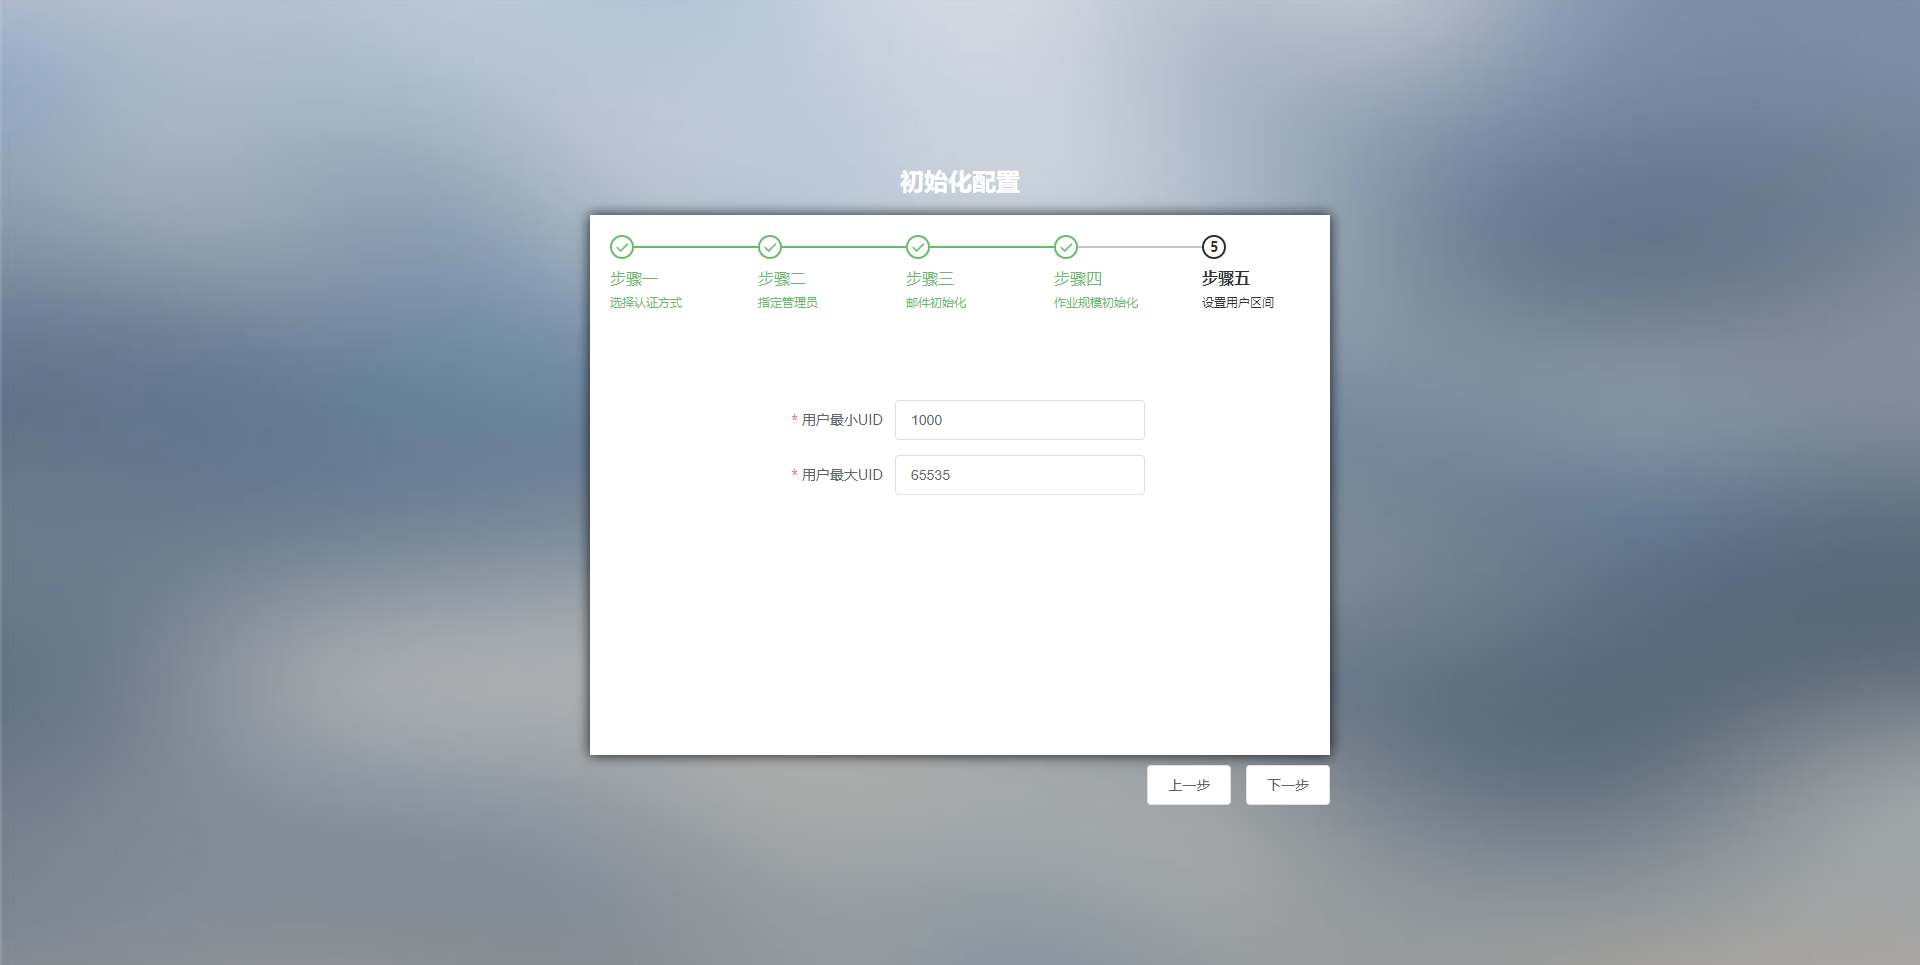 初始化配置
5
步骤一
步骤二
步骤三
步骤四
步骤五
选择认证方式
指定管理员
邮件初始化
作业规模初始化
设置用户区间
* 用户最小UID 1000
* 用户最大UID 65535
上一步 下一步